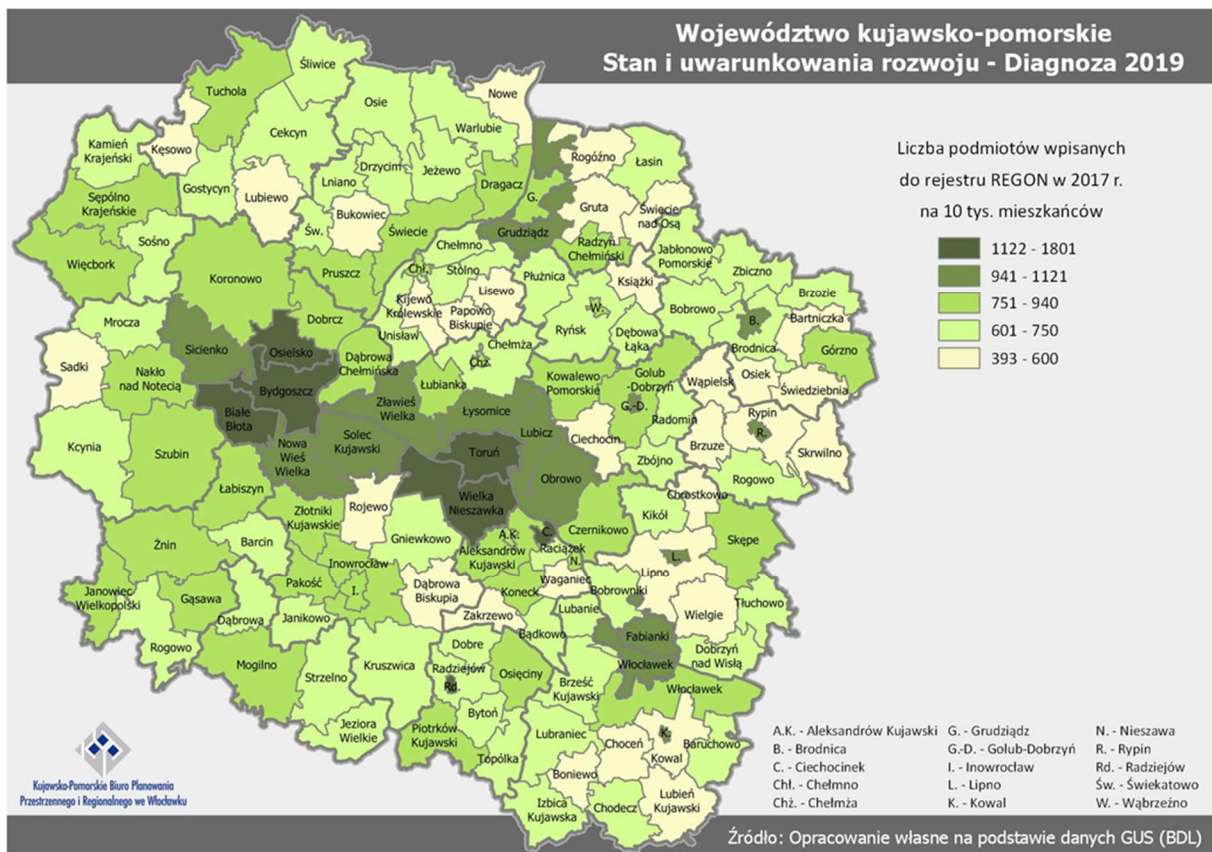 Województwo kujawsko-pomorskie
Stan i uwarunkowania rozwoju - Diagnoza 2019
Liczba podmiotów wpisanych
do rejestru REGON w 2017 r.
na 10 tys. mieszkańców
1122 - 1801
941 - 1121
751 - 940
601 - 750
393 - 600
Śliwice
Tuchola
Nowe
Osie
Warlubie
Cekcyn
Kamień
Krajeński
Kęsowo
Rogóźno
Łasin
Drzycim
Jeżewo
Gostycyn
Lniano
Dragacz
Lubiewo
G.
Sępólno
Krajeńskie
Bukowiec
Gruta
Święcie
nad Osą
Św.
Świecie
Grudziądz
Sośno
Radzyń
Chełmiński
Jabłonowo
Pomorskie
Więcbork
Chełmno
Koronowo
Pruszcz
Chł.
Stolno
Płużnica
Zbiczno
Książki
Lisewo
Brzozie
Kijewo
Królewskie
Papowo
Biskupie
W.
Bobrowo
Mrocza
Dobrcz
B.
Bartniczka
Unisław
Ryńsk
Dębowa
Łąka
Sicienko
Osielsko
Chełmża
Brodnica
Górzno
Dąbrowa
Chełmińska
Chż.
Sadki
Nakło
nad Notecią
Łubianka
Kowalewo
Pomorskie
Golub
-Dobrzyń
Wąpielsk
Osiek
Świedziebnia
Bydgoszcz
Zławieś
Wielka
G.-D.
Białe
Błota
Łysomice
Radomin
Rypin
Lubicz
R.
Kcynia
Nowa
Wieś
Wielka
Solec
Kujawski
Ciechocin
Brzuze
Skrwilno
Szubin
Toruń
Zbójno
Obrowo
Rogowo
Łabiszyn
Wielka
Nieszawka
Chrostkowo
Złotniki
Kujawskie
Rojewo
Kikół
Czernikowo
Gniewkowo
A.K.
C.
Skępe
Żnin
Barcin
Aleksandrów
Kujawski
Raciążek
N.
L.
Inowrocław
Lipno
Pakość
Dąbrowa
Biskupia
Waganiec
Bobrowniki
Janowiec
Wielkopolski
Gąsawa
I.
Koneck
Tłuchowo
Lubanie
Wielgie
Dąbrowa
Janikowo
Zakrzewo
Bądkowo
Fabianki
Rogowo
Dobre
Dobrzyń
nad Wisłą
Mogilno
Kruszwica
Radziejów
Włocławek
Strzelno
Rd.
Osięciny
Brześć
Kujawski
Włocławek
Bytoń
Jeziora
Wielkie
Piotrków
Kujawski
Lubraniec
K.
Choceń
Baruchowo
Topólka
Kowal
Boniewo
Izbica
Kujawska
Chodecz
Lubień
Kujawski
A.K. - Aleksandrów Kujawski
B. - Brodnica
C. - Ciechocinek
Chł. - Chełmno
Chż. - Chełmża
G. - Grudziądz
G.-D. - Golub-Dobrzyń
I. - Inowrocław
L. - Lipno
K. - Kowal
N. - Nieszawa
R. - Rypin
Rd. - Radziejów
Św. - Świekatowo
W. - Wąbrzeźno
Kujawsko-Pomorskie Biuro Planowania
Przestrzennego i Regionalnego we Włocławku
Źródło: Opracowanie własne na podstawie danych GUS (BDL)